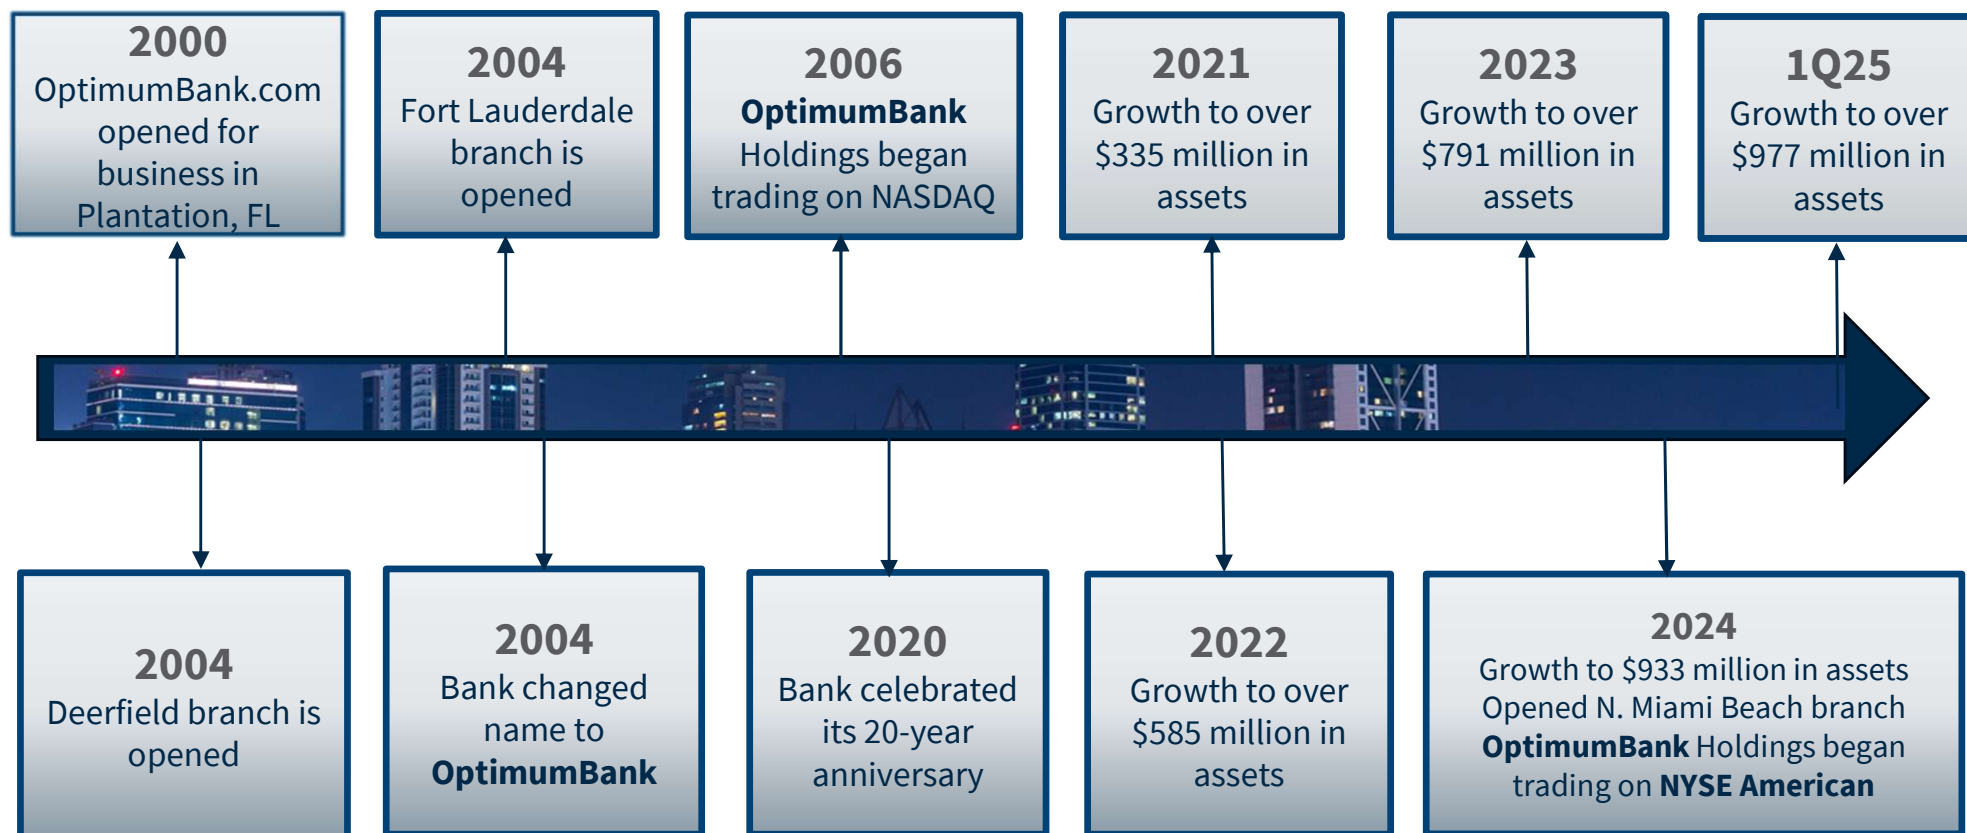 2000
OptimumBank.com
opened for
business in
Plantation, FL
2004
Fort Lauderdale
branch is
opened
2006
OptimumBank
Holdings began
trading on NASDAQ
2021
Growth to over
$335 million in
assets
2023
Growth to over
$791 million in
assets
1Q25
Growth to over
$977 million in
assets
2004
Deerfield branch is
opened
2004
Bank changed
name to
OptimumBank
2020
Bank celebrated
its 20-year
anniversary
2022
Growth to over
$585 million in
assets
2024
Growth to $933 million in assets
Opened N. Miami Beach branch
OptimumBank Holdings began
trading on NYSE American